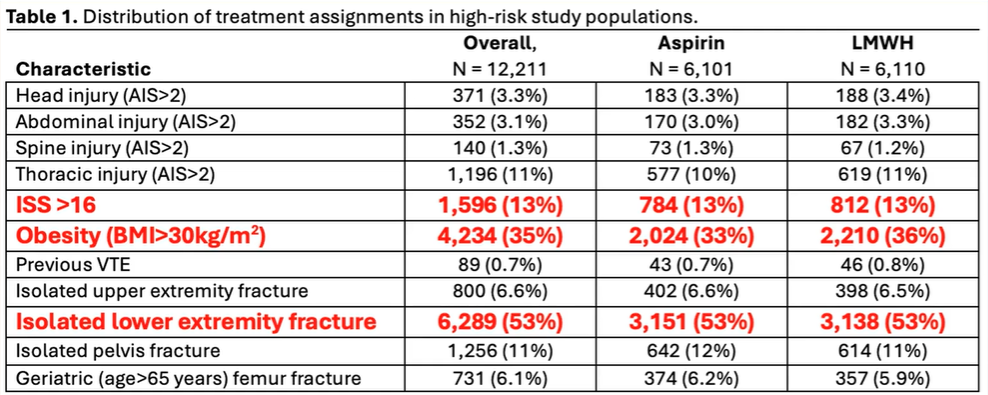 Table 1. Distribution of treatment assignments in high-risk study populations.
Overall, Aspirin LMWH
Characteristic N = 12,211 N = 6,101 N = 6,110
Head injury (AIS>2) 371 (3.3%) 183 (3.3%) 188 (3.4%)
Abdominal injury (AIS>2) 352 (3.1%) 170 (3.0%) 182 (3.3%)
Spine injury (AIS>2) 140 (1.3%) 73 (1.3%) 67 (1.2%)
Thoracic injury (AIS>2) 1,196 (11%) 577 (10%) 619 (11%)
ISS >16 1,596 (13%) 784 (13%) 812 (13%)
Obesity (BMI>30kg/m²) 4,234 (35%) 2,024 (33%) 2,210 (36%)
Previous VTE 89 (0.7%) 43 (0.7%) 46 (0.8%)
Isolated upper extremity fracture 800 (6.6%) 402 (6.6%) 398 (6.5%)
Isolated lower extremity fracture 6,289 (53%) 3,151 (53%) 3,138 (53%)
Isolated pelvis fracture 1,256 (11%) 642 (12%) 614 (11%)
Geriatric (age>65 years) femur fracture 731 (6.1%) 374 (6.2%) 357 (5.9%)